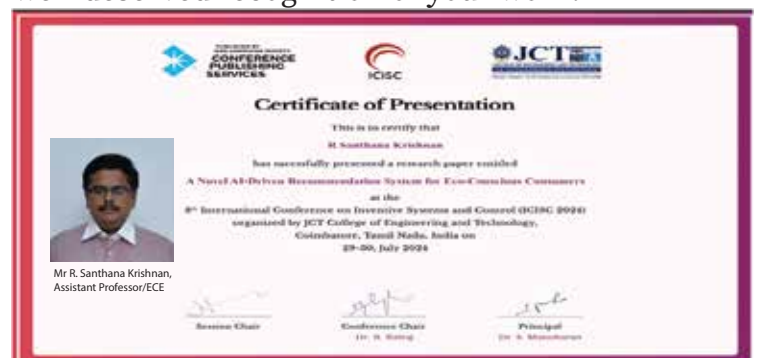 CONFERENCE
PUBLISHING
SERVICES
ICISC
JCT
Certificate of Presentation
This is to certify that
R Santhana Krishnan
has succesfully presented a research paper entitled
A Novel AI-Driven Recommendation System for Eco-Conscious Consumers
at the
8th International Conference on Inventive Systems and Control (ICISC 2024)
organized by JCT College of Engineering and Technology,
Coimbatore, Tamil Nadu, India on
29-30, July 2024
Mr R. Santhana Krishnan,
Assistant Professor/ECE
Session Chair
Conference Chair
Principal
Dr. S. Manoharan